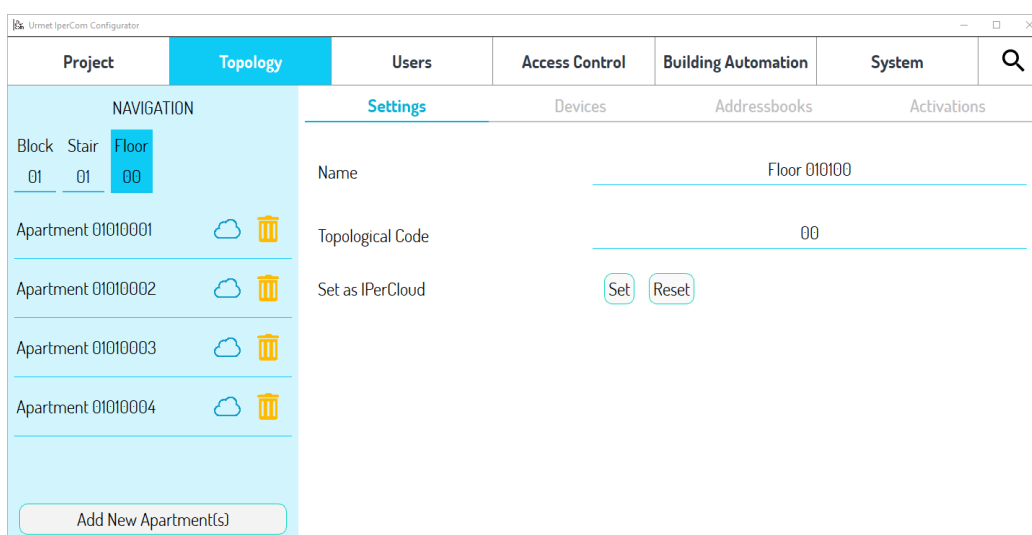 Urmet IperCom Configurator
Project Topology Users Access Control Building Automation System
NAVIGATION
Settings Devices Addressbooks Activations
Block Stair Floor
01 01 00
Name Floor 010100
Apartment 01010001
Topological Code 00
Apartment 01010002
Set as IPerCloud Set Reset
Apartment 01010003
Apartment 01010004
Add New Apartment(s)